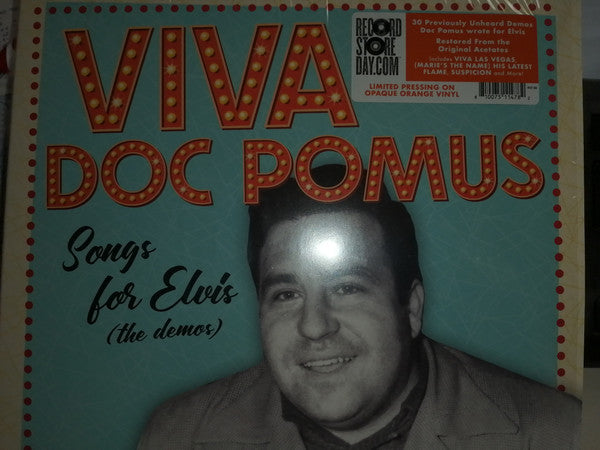 VIVA
DOC POMUS
Songs
for Elvis
(the demos)
RECORD
STORE
DAY.COM
30 Previously Unheard Demos
Doc Pomus wrote for Elvis
Restored From the
Original Acetates
Includes VIVA LAS VEGAS,
(MARIE'S THE NAME) HIS LATEST
FLAME, SUSPICION and More!
LIMITED PRESSING ON
OPAQUE ORANGE VINYL